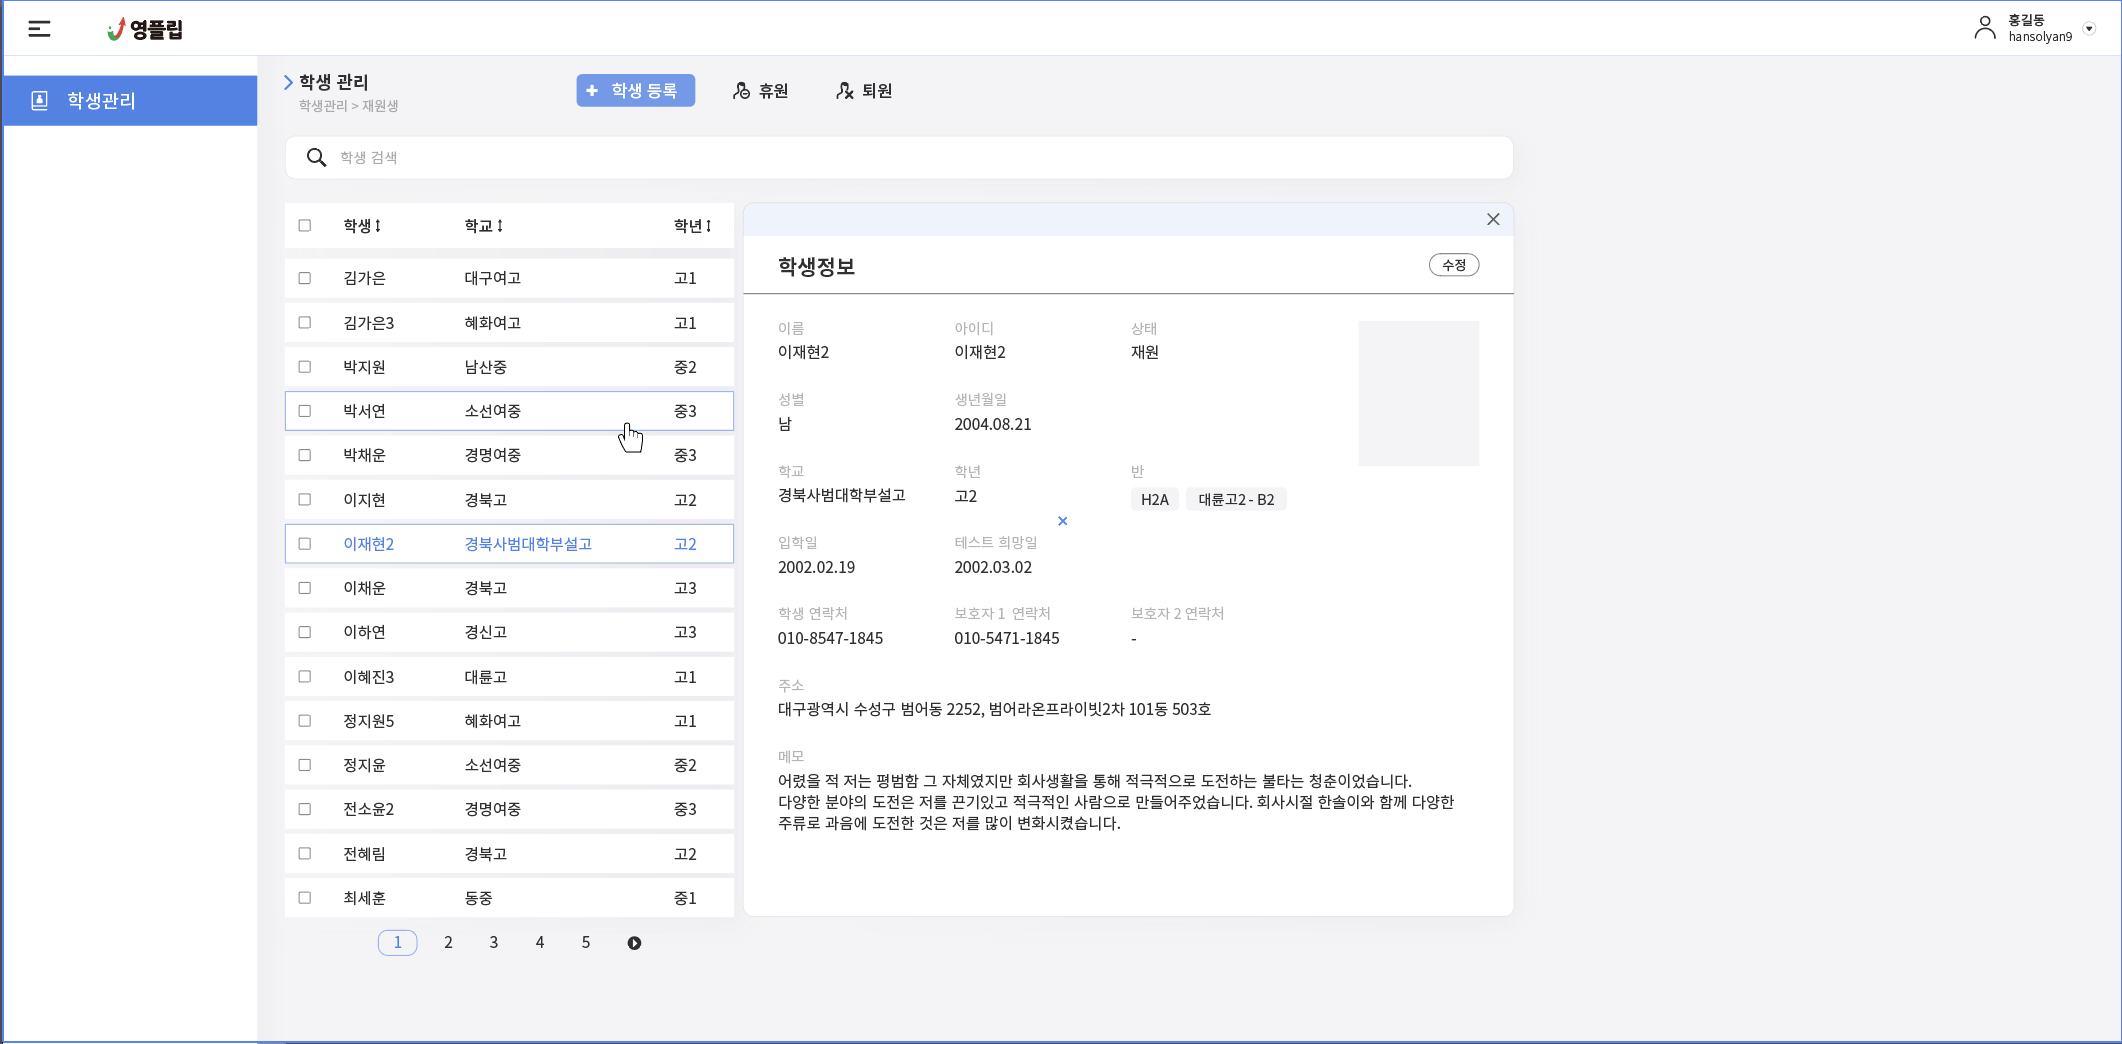 영플립
홍길동
hansolyan9
학생관리
학생 관리
학생관리 > 재원생
+ 학생 등록
휴원
퇴원
학생 검색
학생 학교 학년
김가은 대구여고 고1
김가은3 혜화여고 고1
박지원 남산중 중2
박서연 소선여중 중3
박채운 경명여중 중3
이지현 경북고 고2
이재현2 경북사범대학부설고 고2
이채운 경북고 고3
이하연 경신고 고3
이혜진3 대륜고 고1
정지원5 혜화여고 고1
정지윤 소선여중 중2
전소윤2 경명여중 중3
전혜림 경북고 고2
최세훈 동중 중1
1 2 3 4 5
학생정보
수정
이름 아이디 상태
이재현2 이재현2 재원
성별 생년월일
남 2004.08.21
학교 학년 반
경북사범대학부설고 고2 H2A 대륜고2 - B2
입학일 테스트 희망일
2002.02.19 2002.03.02
학생 연락처 보호자 1 연락처 보호자 2 연락처
010-8547-1845 010-5471-1845 -
주소
대구광역시 수성구 범어동 2252, 범어라온프라이빗2차 101동 503호
메모
어렸을 적 저는 평범함 그 자체였지만 회사생활을 통해 적극적으로 도전하는 불타는 청춘이었습니다.
다양한 분야의 도전은 저를 끈기있고 적극적인 사람으로 만들어주었습니다. 회사시절 한솔이와 함께 다양한
주류로 과음에 도전한 것은 저를 많이 변화시켰습니다.